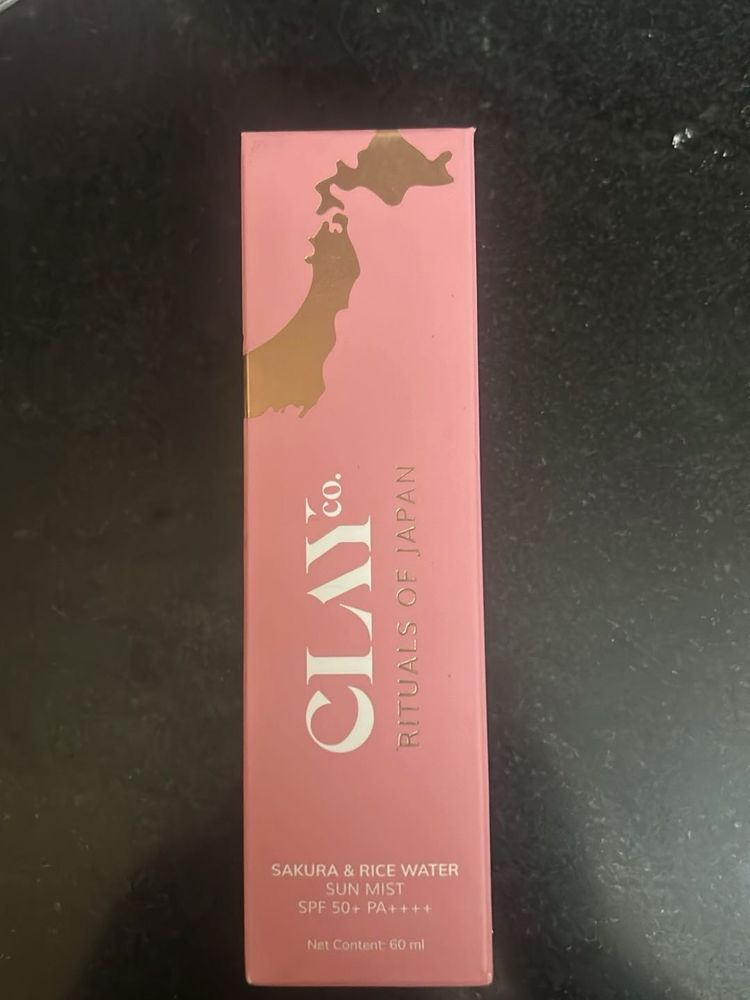 CLAY co.
RITUALS OF JAPAN
SAKURA & RICE WATER
SUN MIST
SPF 50+ PA++++
Net Content: 60 ml